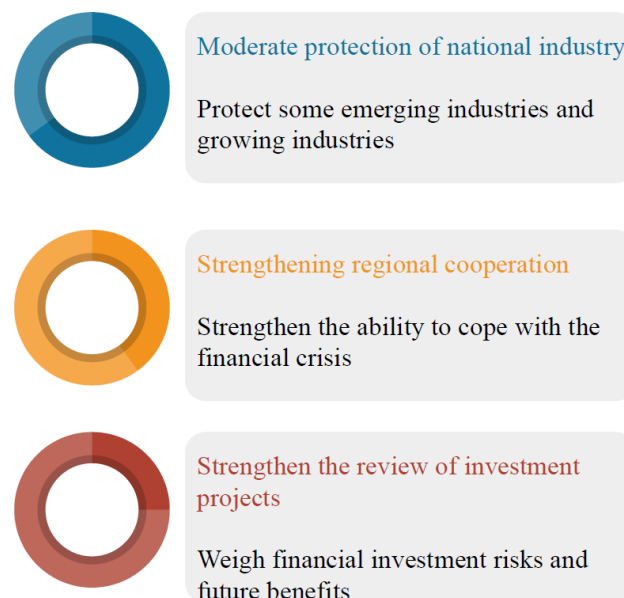 Moderate protection of national industry
Protect some emerging industries and
growing industries
Strengthening regional cooperation
Strengthen the ability to cope with the
financial crisis
Strengthen the review of investment
projects
Weigh financial investment risks and
future benefits